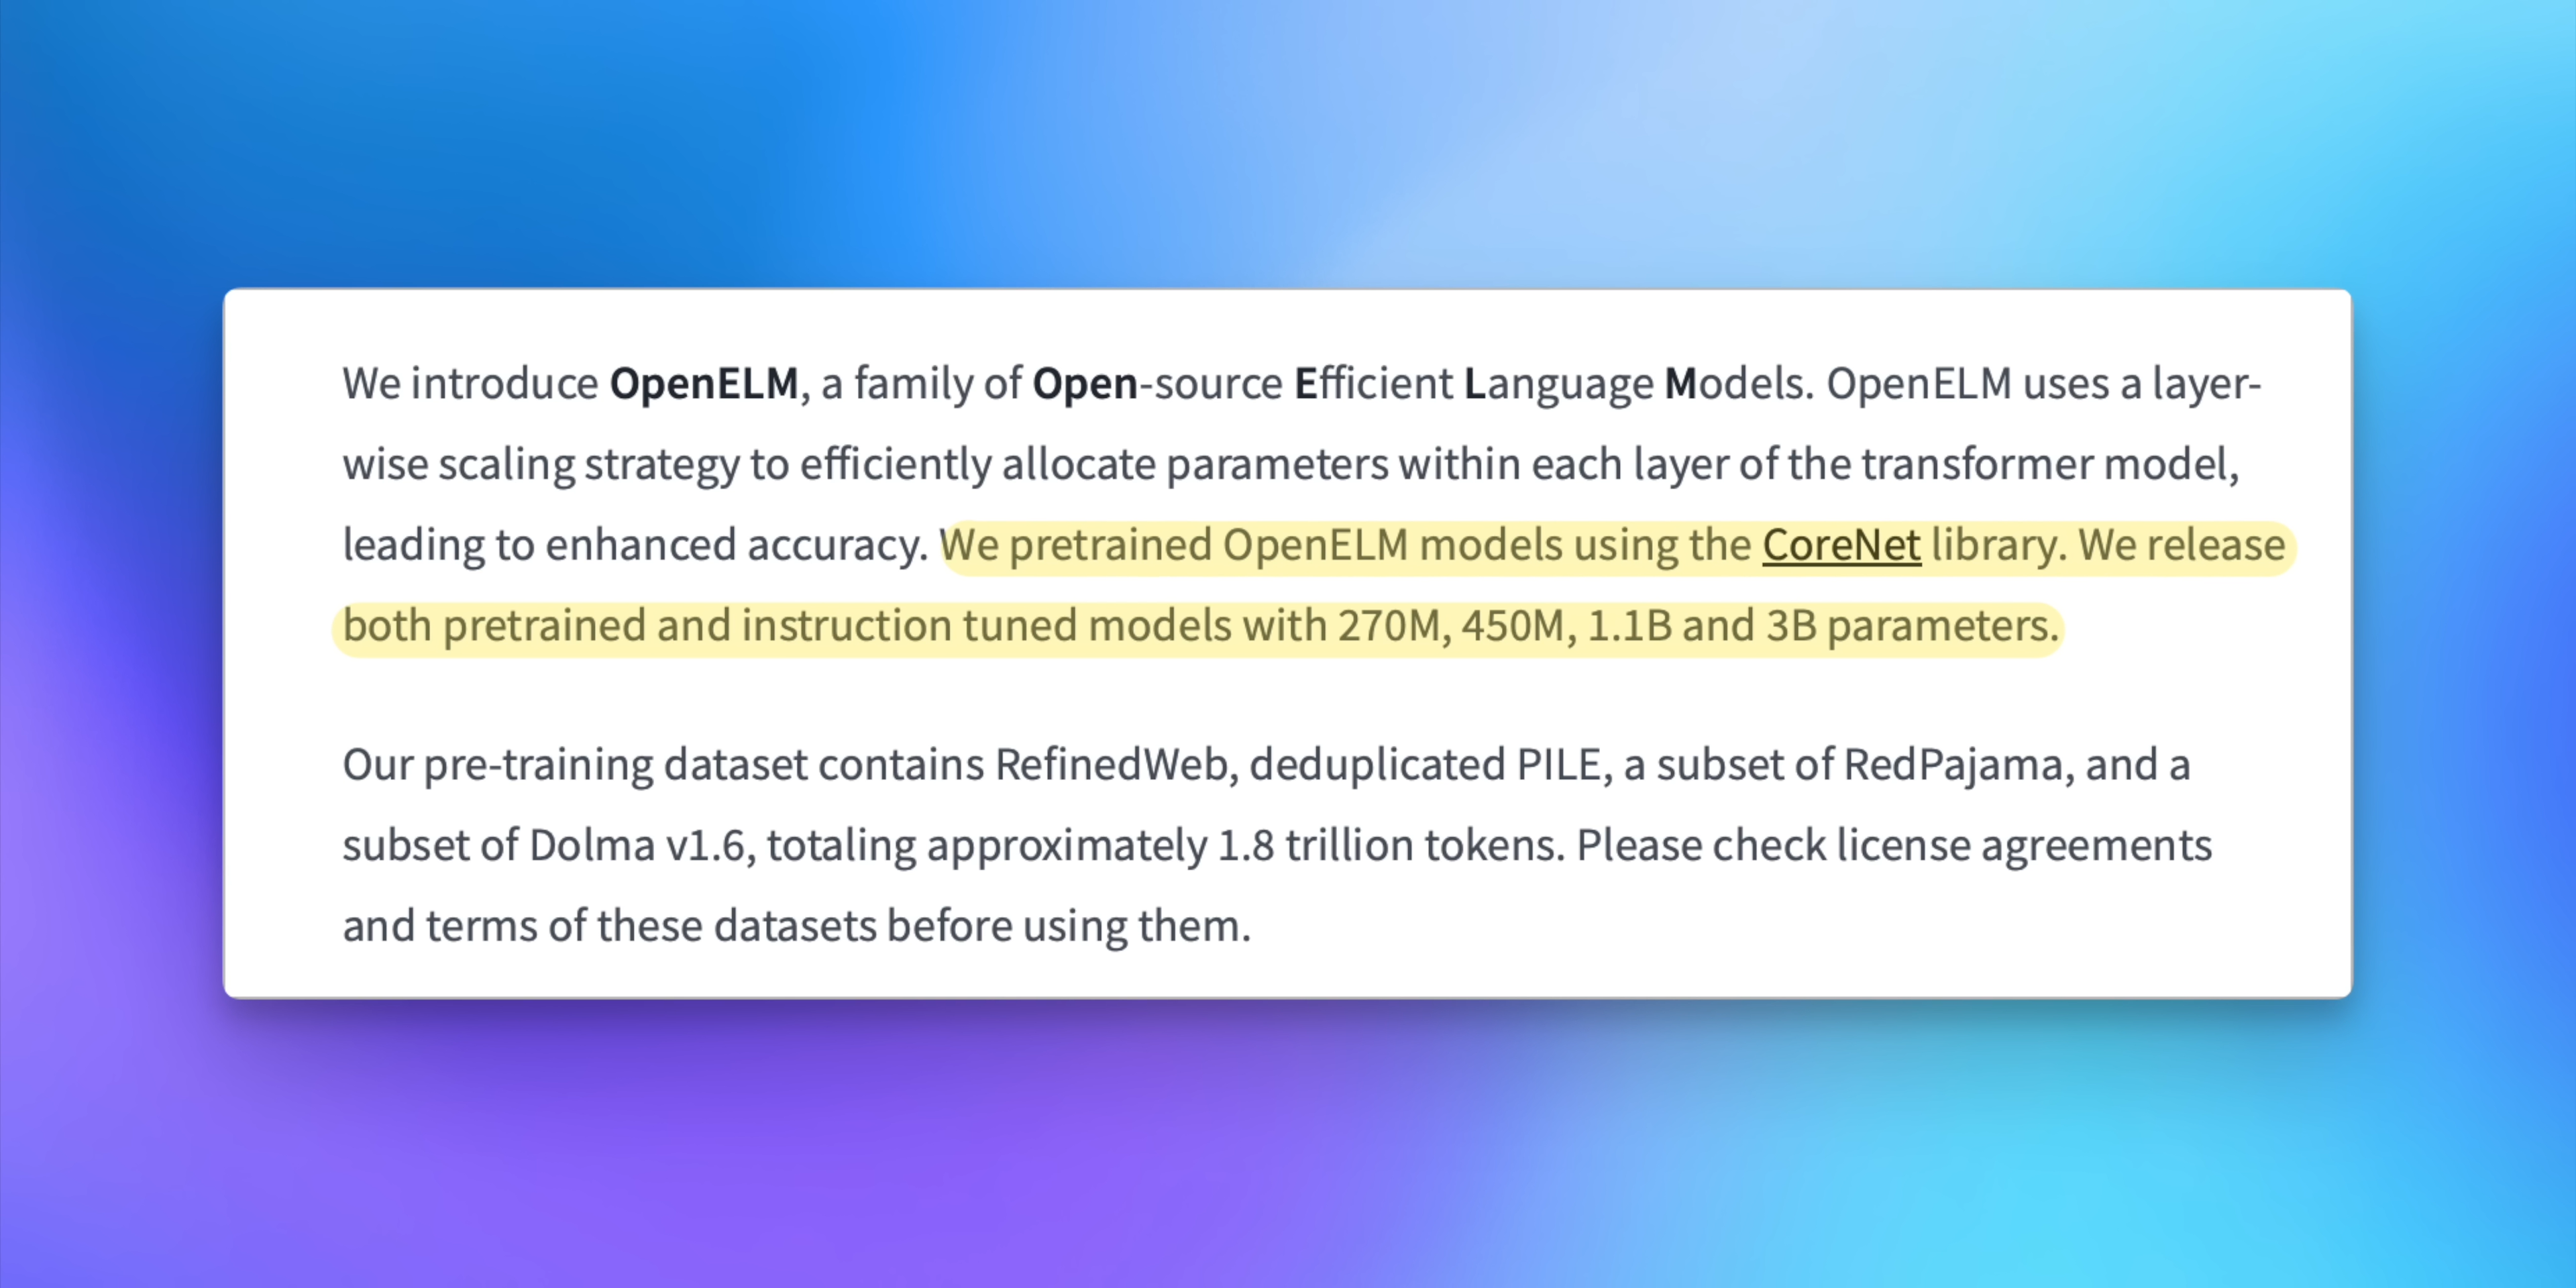 We introduce OpenELM, a family of Open-source Efficient Language Models. OpenELM uses a layer-
wise scaling strategy to efficiently allocate parameters within each layer of the transformer model,
leading to enhanced accuracy. We pretrained OpenELM models using the CoreNet library. We release
both pretrained and instruction tuned models with 270M, 450M, 1.1B and 3B parameters.
Our pre-training dataset contains RefinedWeb, deduplicated PILE, a subset of RedPajama, and a
subset of Dolma v1.6, totaling approximately 1.8 trillion tokens. Please check license agreements
and terms of these datasets before using them.